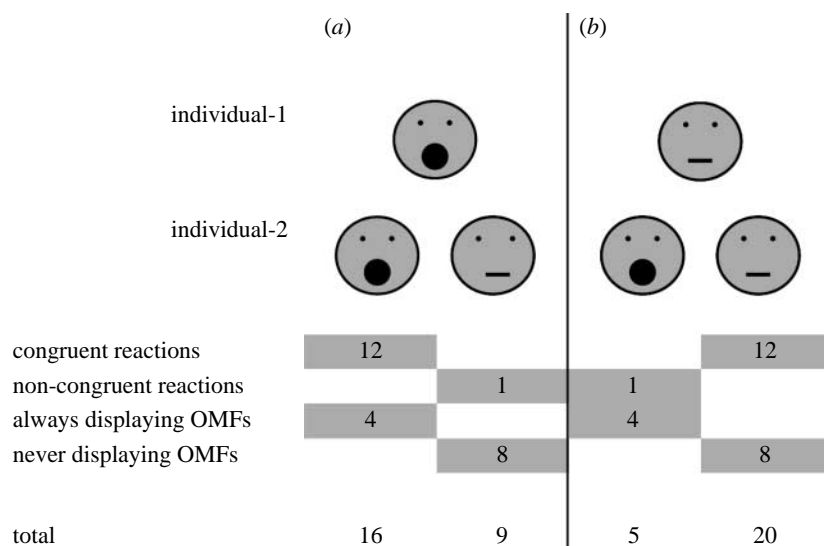 (a) (b)
individual-1
individual-2
congruent reactions 12 12
non-congruent reactions 1 1
always displaying OMFs 4 4
never displaying OMFs 8 8
total 16 9 5 20